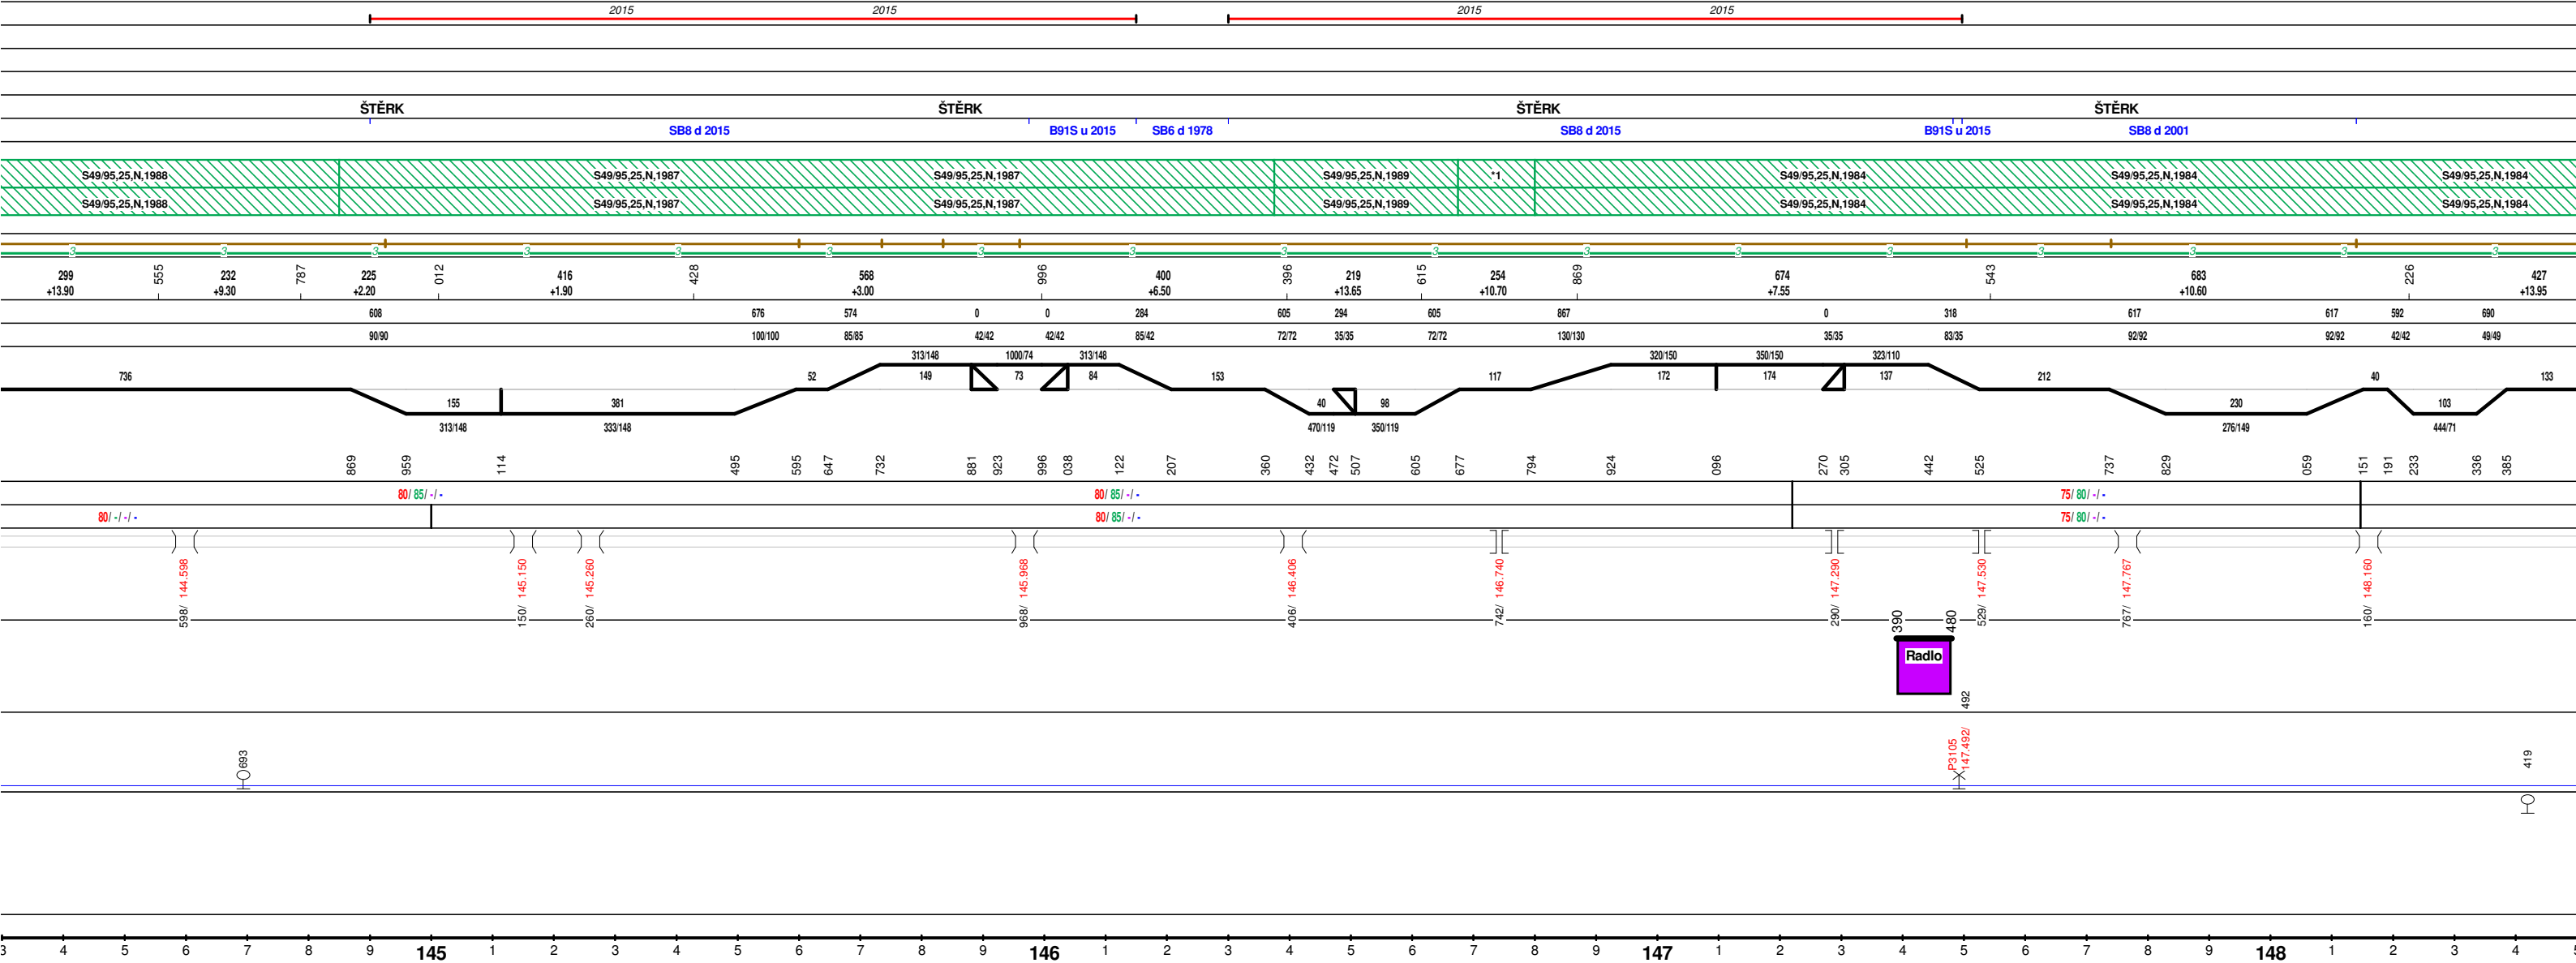 2015 2015 2015 2015
ŠTĚRK ŠTĚRK ŠTĚRK ŠTĚRK
SB8 d 2015 B91S u 2015 SB6 d 1978 SB8 d 2015 B91S u 2015 SB8 d 2001
S49/95,25,N,1988 S49/95,25,N,1987 S49/95,25,N,1987 S49/95,25,N,1989 *1 S49/95,25,N,1984 S49/95,25,N,1984 S49/95,25,N,1984
S49/95,25,N,1988 S49/95,25,N,1987 S49/95,25,N,1987 S49/95,25,N,1989 S49/95,25,N,1984 S49/95,25,N,1984 S49/95,25,N,1984
3 3 3 3 3 3 3 3 3 3 3 3 3 3 3 3 3
299 555 232 787 225 012 416 428 568 996 400 396 219 615 254 869 674 543 683 226 427
+13.90 +9.30 +2.20 +1.90 +3.00 +6.50 +13.65 +10.70 +7.55 +10.60 +13.95
608 676 574 0 0 284 605 294 605 867 0 318 617 617 592 690
90/90 100/100 85/85 42/42 42/42 85/42 72/72 35/35 72/72 130/130 35/35 83/35 92/92 92/92 42/42 49/49
313/148 1000/74 313/148 320/150 350/150 323/110
736 52 149 73 84 153 117 172 174 137 212 40 133
155 381 40 98 230 103
313/148 333/148 470/119 350/119 276/149 444/71
869 959 114 495 595 647 732 881 923 996 038 122 207 360 432 472 507 605 677 794 924 096 270 305 442 525 737 829 059 151 191 233 336 385
80/ 85/ -/ - 80/ 85/ -/ - 75/ 80/ -/ -
80/ -/ -/ - 80/ 85/ -/ - 75/ 80/ -/ -
598/ 144.598 150/ 145.150 260/ 145.260 968/ 145.968 406/ 146.406 742/ 146.740 290/ 147.290 529/ 147.530 767/ 147.767 160/ 148.160
390 480
Radlo
492
693 P3105 147.492/ 419
3 4 5 6 7 8 9 145 1 2 3 4 5 6 7 8 9 146 1 2 3 4 5 6 7 8 9 147 1 2 3 4 5 6 7 8 9 148 1 2 3 4